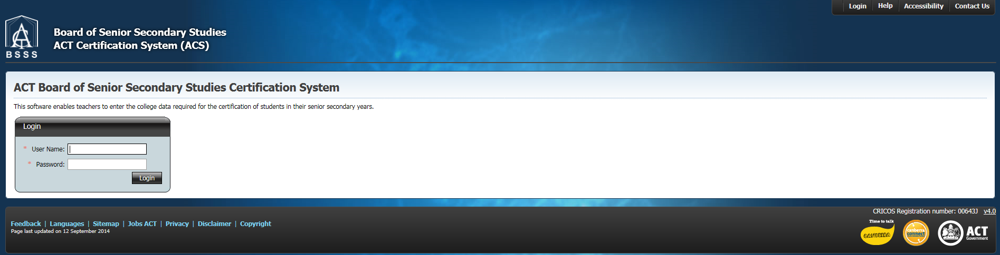 Login Help Accessibility Contact Us
BSSS
Board of Senior Secondary Studies
ACT Certification System (ACS)
ACT Board of Senior Secondary Studies Certification System
This software enables teachers to enter the college data required for the certification of students in their senior secondary years.
Login
* User Name:
* Password:
Login
CRICOS Registration number: 00643J v4.0
Feedback | Languages | Sitemap | Jobs ACT | Privacy | Disclaimer | Copyright
Page last updated on 12 September 2014
Time to talk
CANBERRA
canberra
connect
ACT
Government